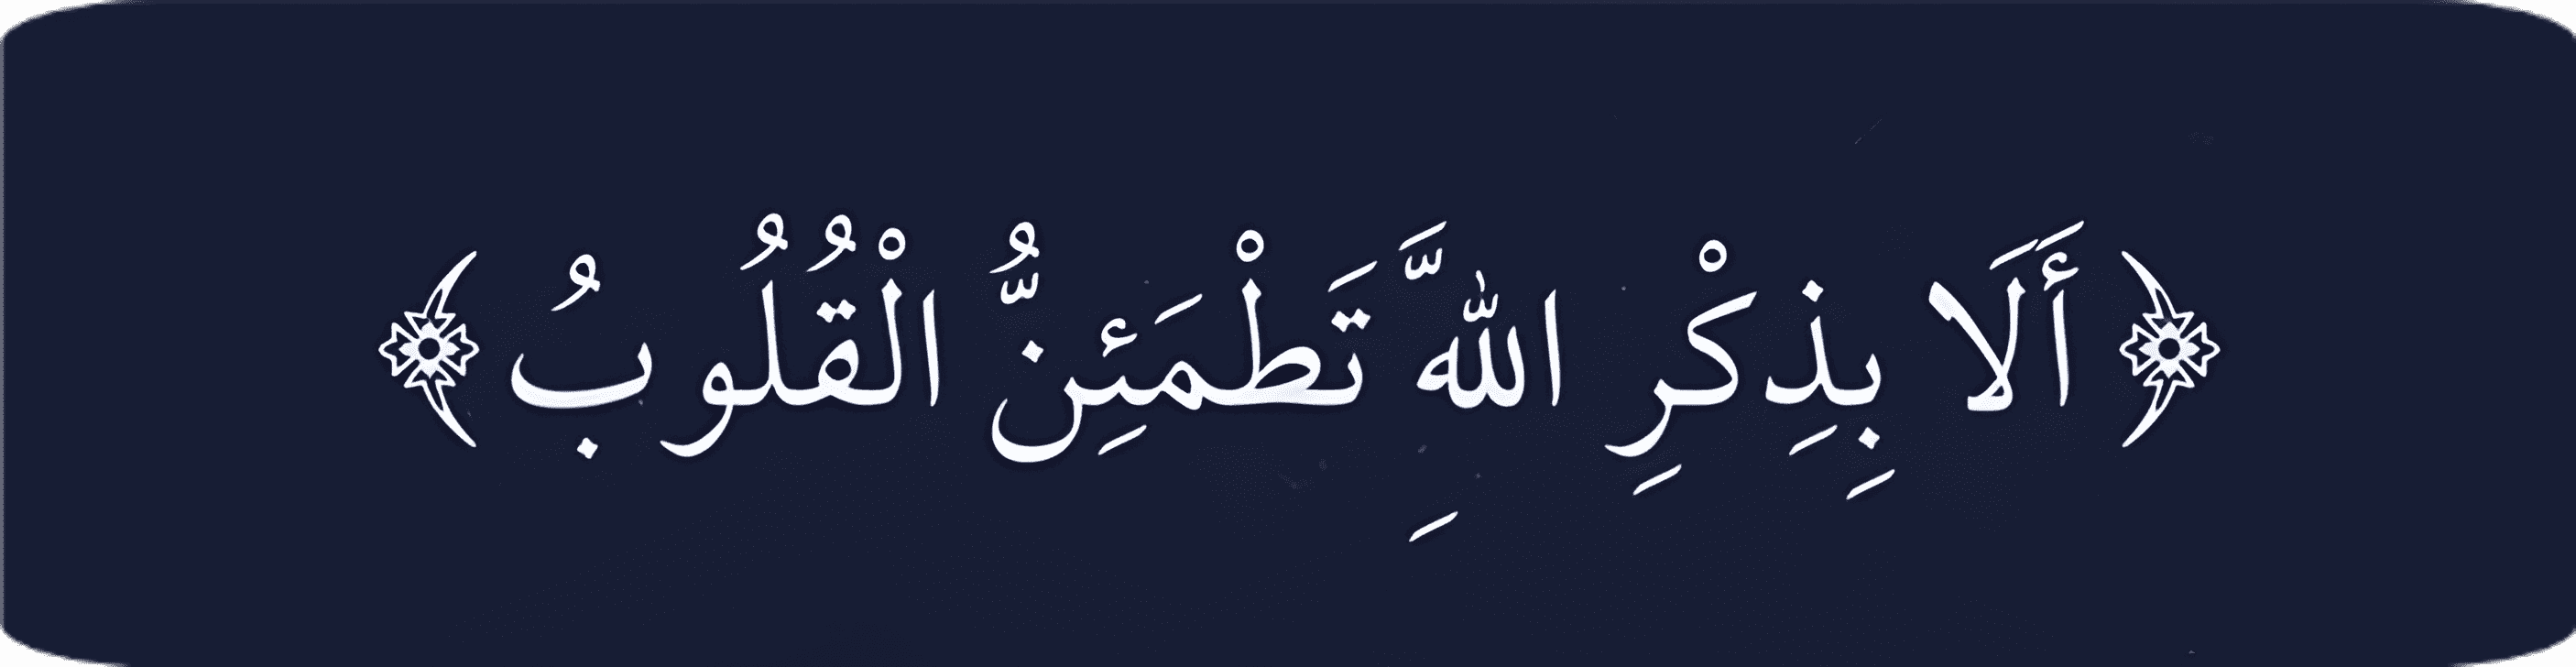 ﴿ أَلَا بِذِكْرِ اللَّهِ تَطْمَئِنُّ الْقُلُوبُ ﴾